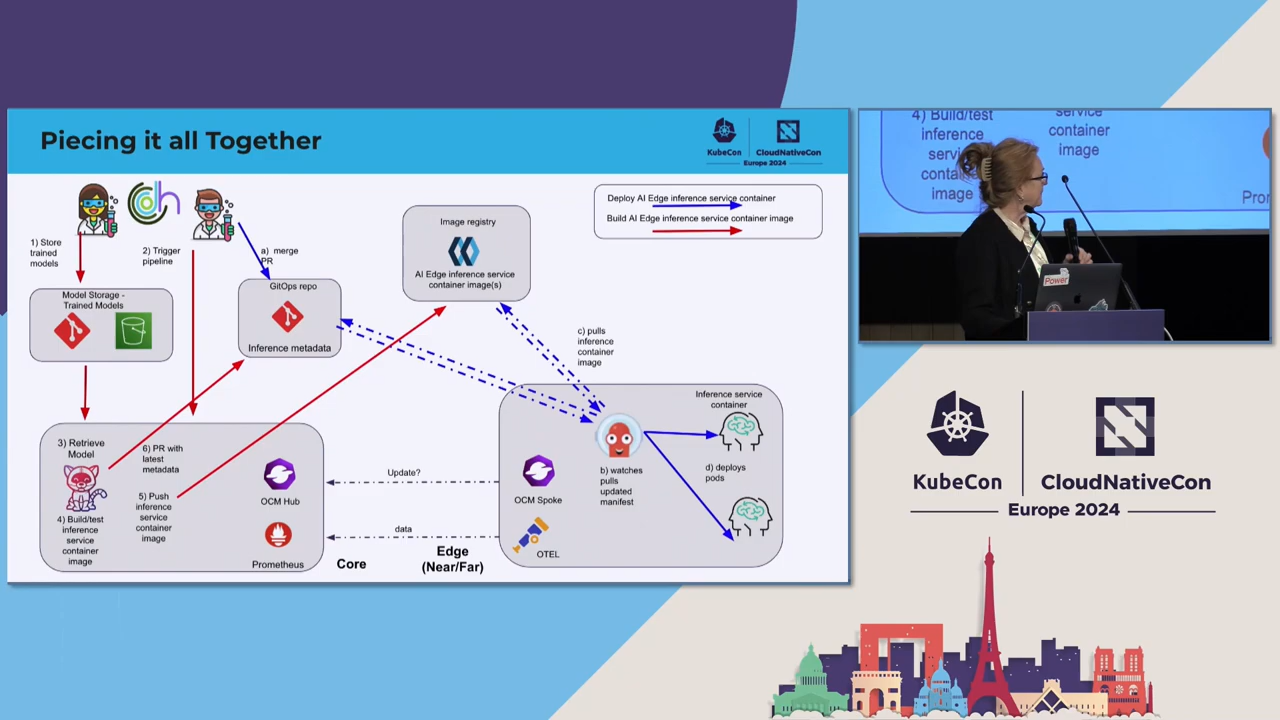 Piecing it all Together
KubeCon
CloudNativeCon
Europe 2024
Deploy AI Edge inference service container
Build AI Edge inference service container image
1) Store
trained
models
2) Trigger
pipeline
a) merge
PR
Image registry
AI Edge inference service
container image(s)
Model Storage -
Trained Models
GitOps repo
Inference metadata
c) pulls
inference
container
image
3) Retrieve
Model
4) Build/test
inference
service
container
image
6) PR with
latest
metadata
5) Push
inference
service
container
image
OCM Hub
Prometheus
Update?
data
Core
Edge
(Near/Far)
OCM Spoke
OTEL
b) watches
pulls
updated
manifest
Inference service
container
d) deploys
pods
4) Build/test
inference
service
image
service
container
image
Power
KubeCon
CloudNativeCon
Europe 2024